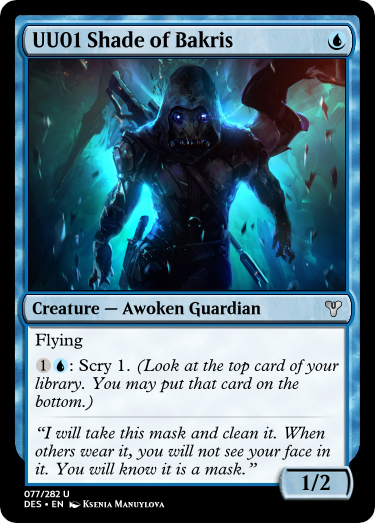 UU01 Shade of Bakris
Creature — Awoken Guardian
Flying
1: Scry 1. (Look at the top card of your
library. You may put that card on the
bottom.)
“I will take this mask and clean it. When
others wear it, you will not see your face in
it. You will know it is a mask.”
1/2
077/282 U
DES • EN Ksenia Manuylova